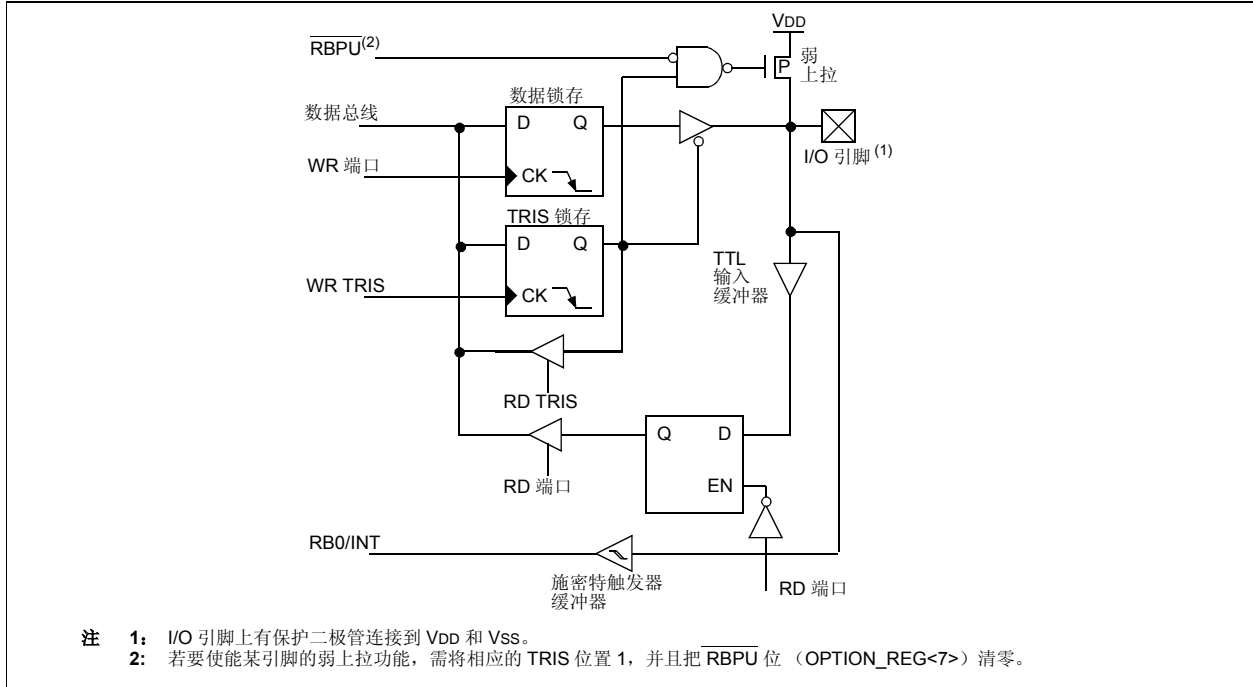 VDD
RBPU(2)
P
弱
上拉
数据锁存
数据总线
D Q
I/O 引脚 (1)
WR 端口
CK
TRIS 锁存
D Q
TTL
输入
缓冲器
WR TRIS
CK
RD TRIS
Q D
RD 端口
EN
RB0/INT
施密特触发器
缓冲器
RD 端口
注 1: I/O 引脚上有保护二极管连接到 VDD 和 VSS。
2: 若要使能某引脚的弱上拉功能，需将相应的 TRIS 位置 1，并且把 RBPU 位 （OPTION_REG<7>）清零。